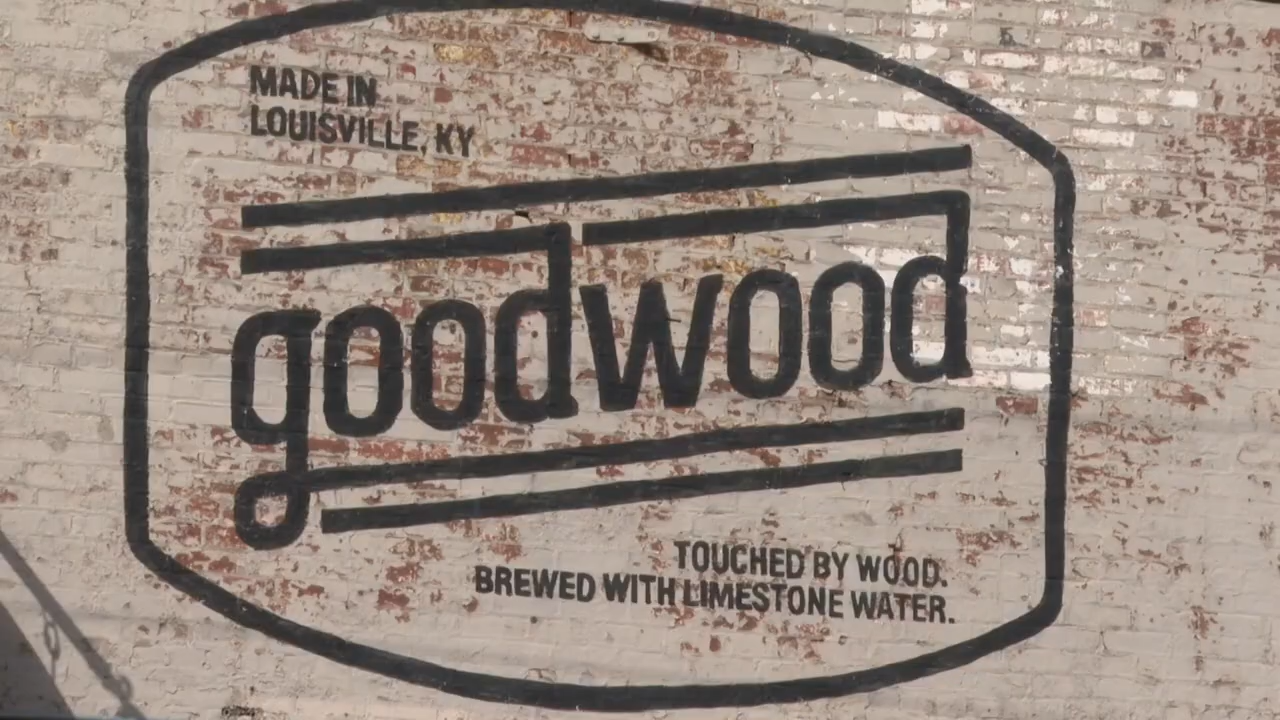 MADE IN
LOUISVILLE, KY
goodwood
TOUCHED BY WOOD.
BREWED WITH LIMESTONE WATER.